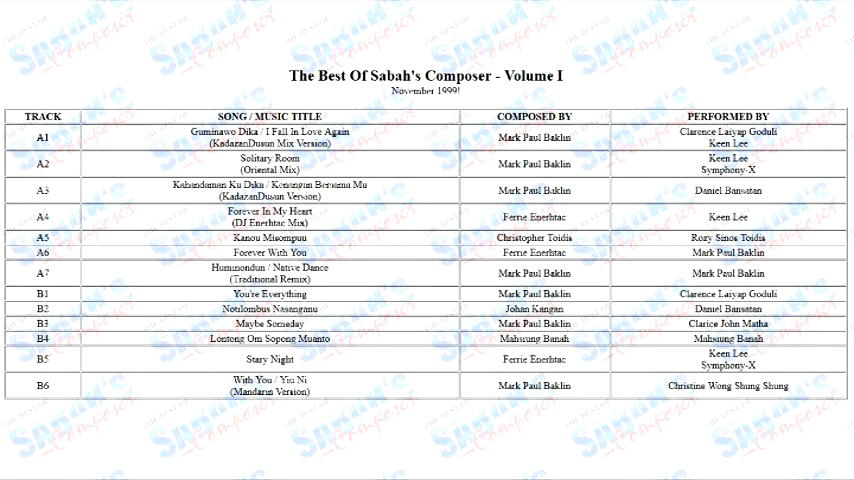 The Best Of Sabah's Composer - Volume I
November 1999!
TRACK SONG / MUSIC TITLE COMPOSED BY PERFORMED BY
A1 Guminawo Dika / I Fall In Love Again (KadazanDusun Mix Version) Mark Paul Baklin Clarence Laiyap Goduli Keen Lee
A2 Solitary Room (Oriental Mix) Mark Paul Baklin Keen Lee Symphony-X
A3 Kahandaman Ku Dika / Kenangan Bersama Mu (KadazanDusun Version) Mark Paul Baklin Daniel Bansatan
A4 Forever In My Heart (DJ Enerhtac Mix) Ferrie Enerhtac Keen Lee
A5 Kanou Misompuu Christopher Toidis Rozy Sinos Toidis
A6 Forever With You Ferrie Enerhtac Mark Paul Baklin
A7 Huminodun / Native Dance (Traditional Remix) Mark Paul Baklin Mark Paul Baklin
B1 You're Everything Mark Paul Baklin Clarence Laiyap Goduli
B2 Notilombus Nasanganu Johan Kangan Daniel Bansatan
B3 Maybe Someday Mark Paul Baklin Clarice John Matha
B4 Lontong Om Sopong Muanto Mahsiung Banah Mahsiung Banah
B5 Stary Night Ferrie Enerhtac Keen Lee Symphony-X
B6 With You / Yiu Ni (Mandarin Version) Mark Paul Baklin Christine Wong Shung Shung